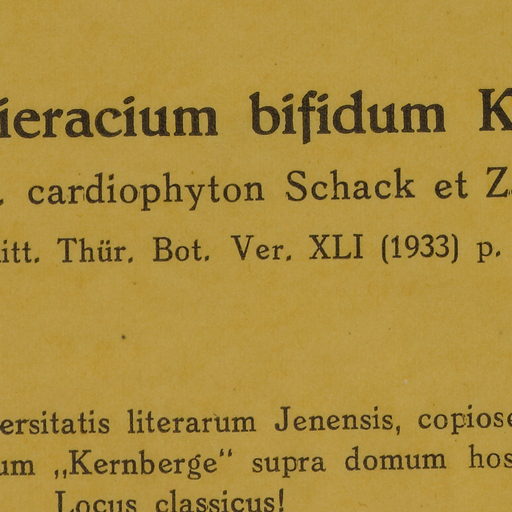 ieracium bifidum K
. cardiophyton Schack et Z
itt. Thür. Bot. Ver. XLI (1933) p.
ersitatis literarum Jenensis, copiose
um „Kernberge“ supra domum hos
Locus classicus!